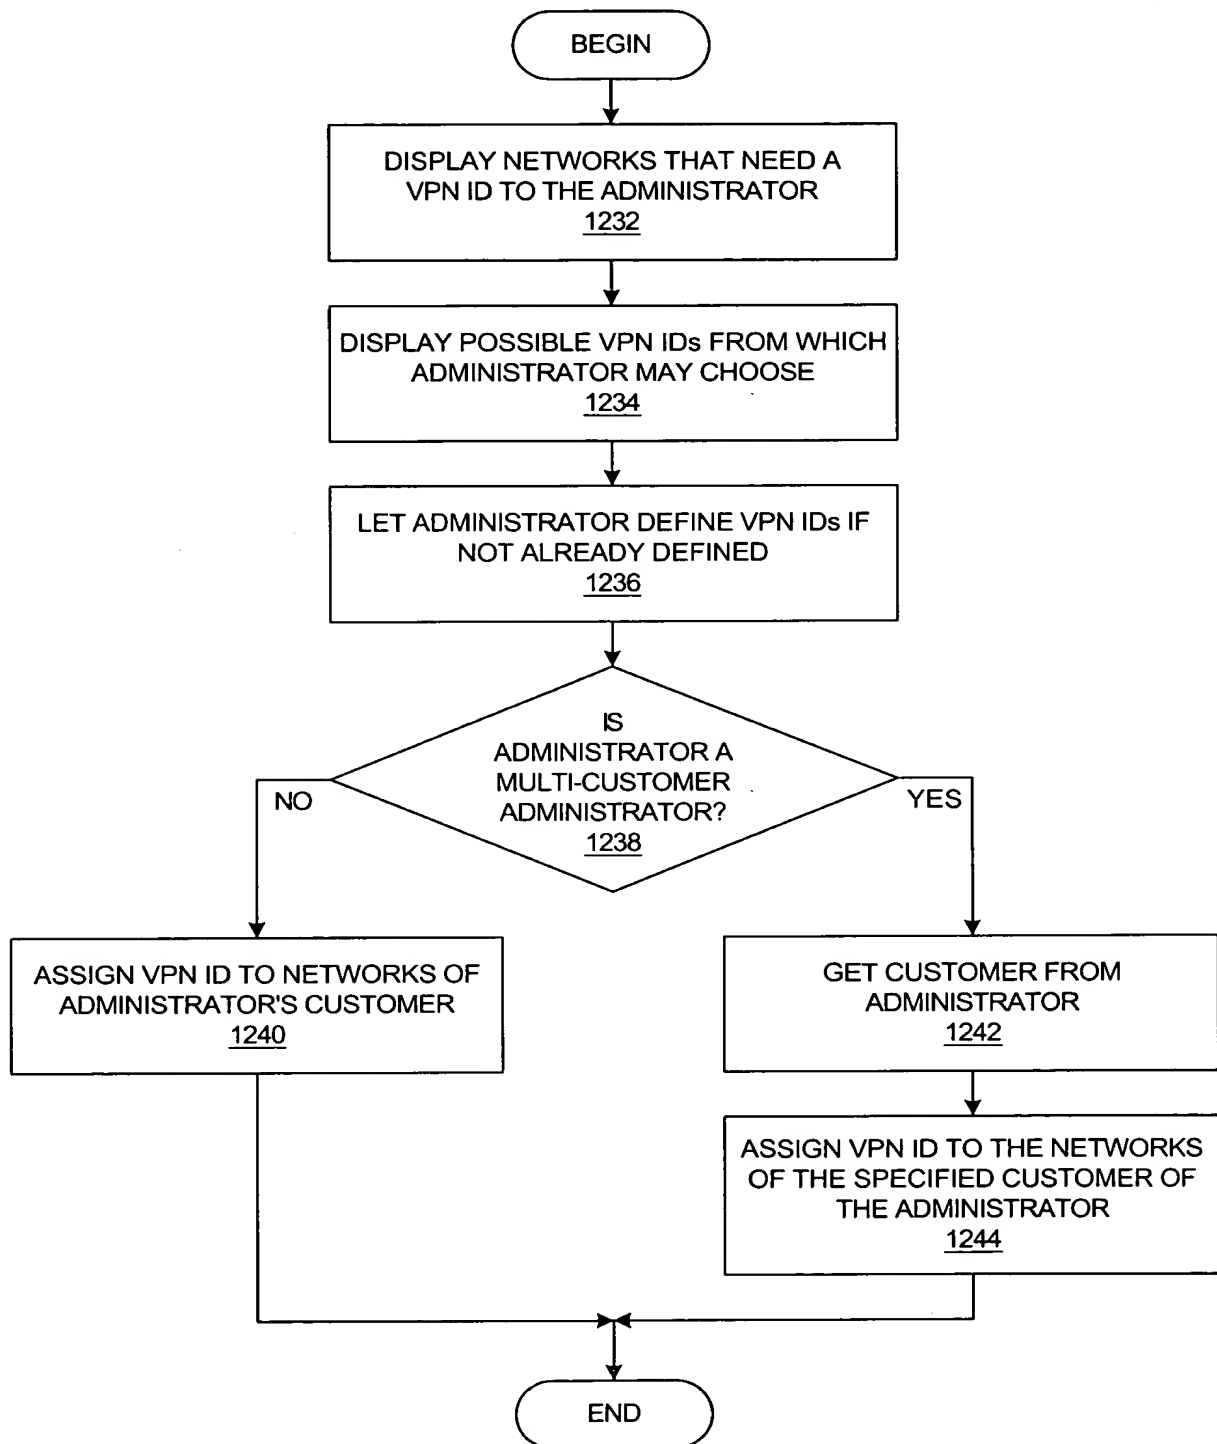 BEGIN
DISPLAY NETWORKS THAT NEED A
VPN ID TO THE ADMINISTRATOR
1232
DISPLAY POSSIBLE VPN IDs FROM WHICH
ADMINISTRATOR MAY CHOOSE
1234
LET ADMINISTRATOR DEFINE VPN IDs IF
NOT ALREADY DEFINED
1236
IS
ADMINISTRATOR A
MULTI-CUSTOMER
ADMINISTRATOR?
1238
NO
YES
ASSIGN VPN ID TO NETWORKS OF
ADMINISTRATOR'S CUSTOMER
1240
GET CUSTOMER FROM
ADMINISTRATOR
1242
ASSIGN VPN ID TO THE NETWORKS
OF THE SPECIFIED CUSTOMER OF
THE ADMINISTRATOR
1244
END